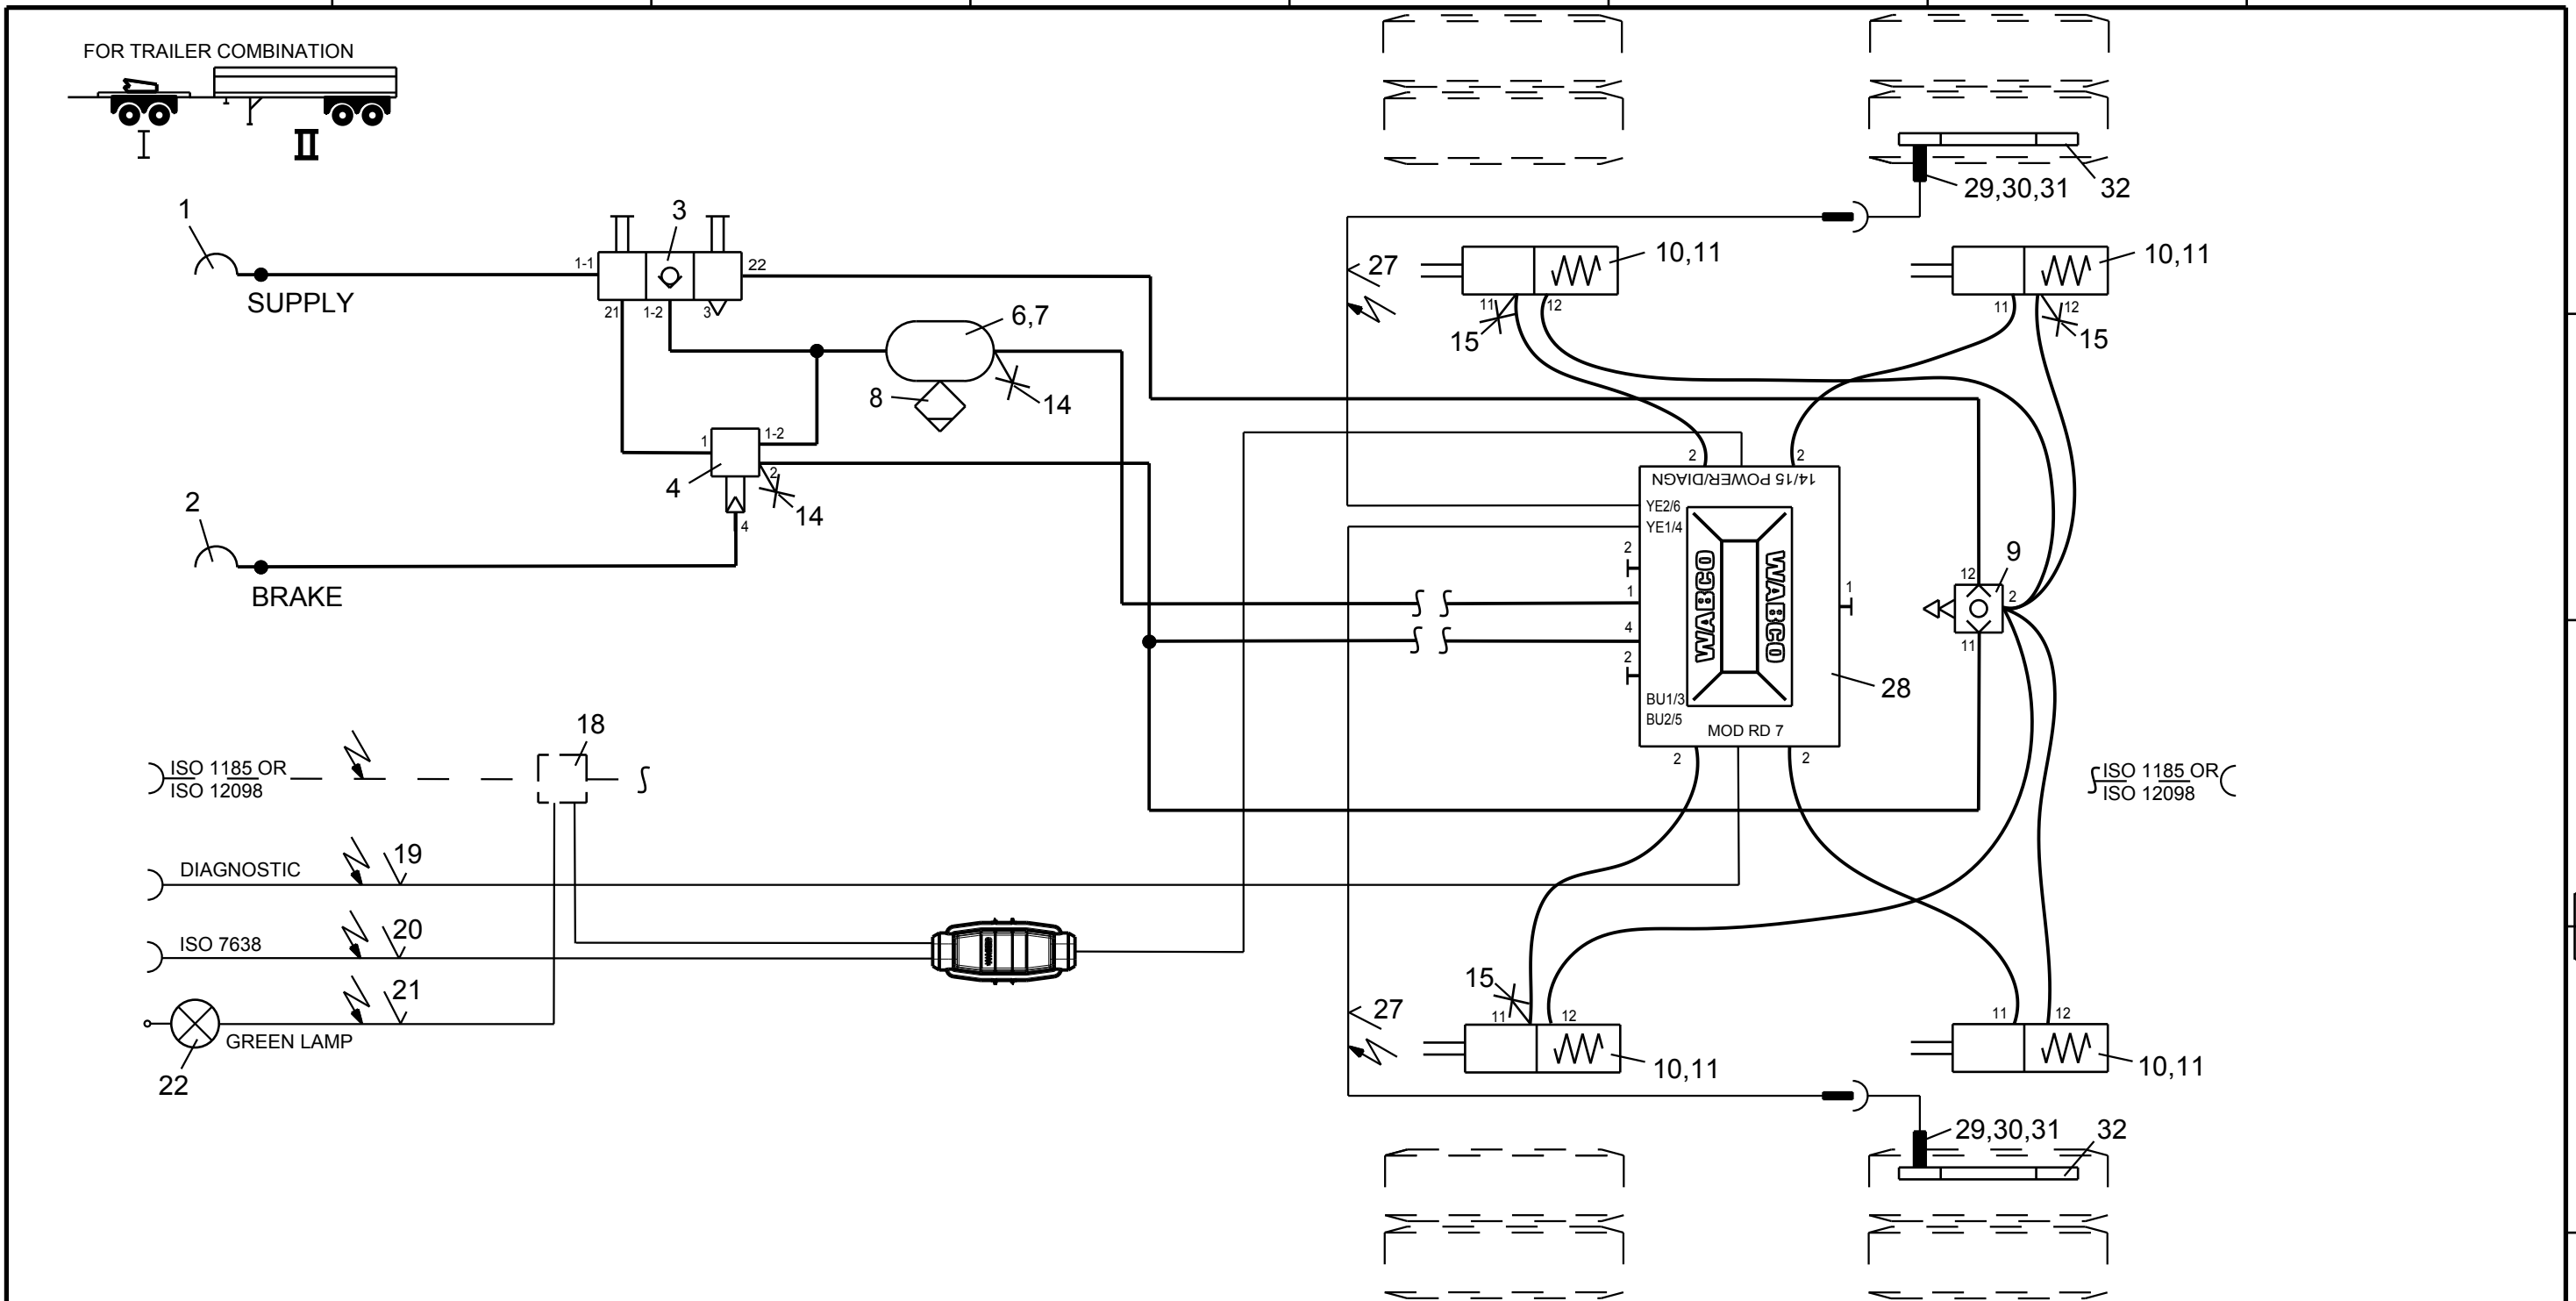 FOR TRAILER COMBINATION
I
II
29,30,31
32
1
3
1-1
22
27
10,11
10,11
SUPPLY
21
1-2
3
6,7
11
12
11
12
15
15
8
14
1
1-2
4
2
14
2
2
14/15 POWER/DIAGN
YE2/6
YE1/4
2
4
2
9
12
1
1
2
BRAKE
WABCO
WABCO
4
11
2
28
BU1/3
BU2/5
MOD RD 7
18
2
2
ISO 1185 OR
ISO 12098
ISO 1185 OR
ISO 12098
19
DIAGNOSTIC
20
ISO 7638
21
15
27
11
12
11
12
GREEN LAMP
22
10,11
10,11
29,30,31
32